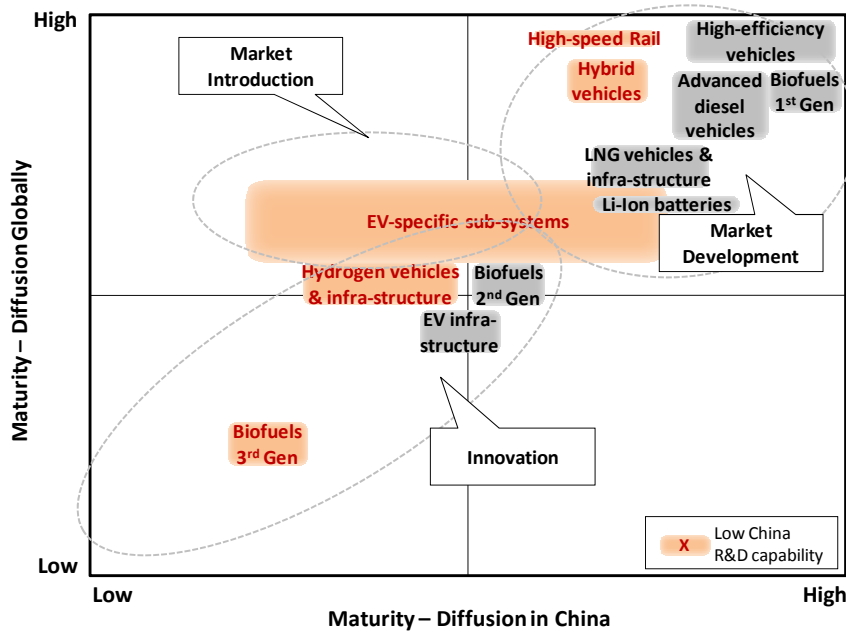 High
Maturity – Diffusion Globally
Low
Market
Introduction
High-speed Rail
High-efficiency
vehicles
Hybrid
vehicles
Advanced
diesel
vehicles
Biofuels
1st Gen
LNG vehicles &
infra-structure
Li-Ion batteries
Market
Development
EV-specific sub-systems
Hydrogen vehicles
& infra-structure
Biofuels
2nd Gen
EV infra-
structure
Biofuels
3rd Gen
Innovation
X
Low China
R&D capability
Low
High
Maturity – Diffusion in China